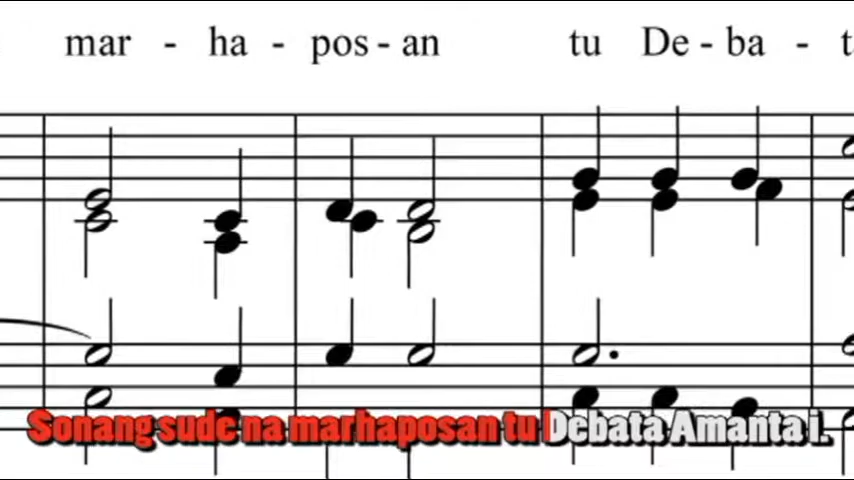 mar - ha - pos - an tu De - ba - t
Sonang sude na marhaposan tu Debata Amanta i.